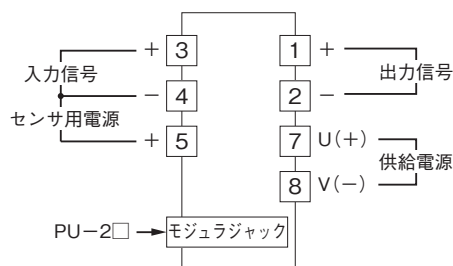 + 3
入力信号
− 4
センサ用電源
+ 5
1 +
出力信号
2 −
7 U(+)
供給電源
8 V(−)
PU−2□ モジュラジャック